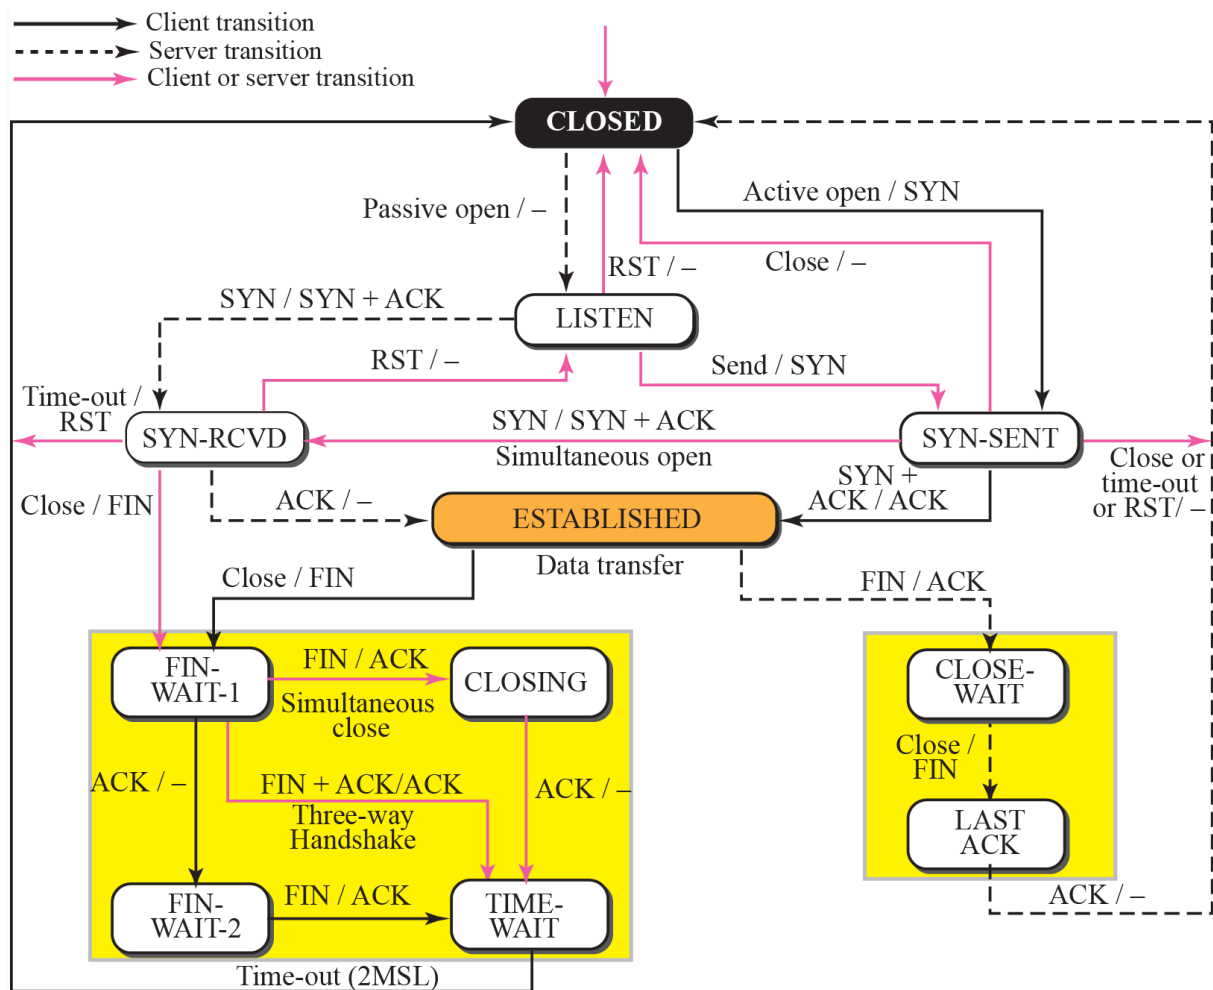 Client transition
Server transition
Client or server transition
CLOSED
Active open / SYN
Passive open / –
RST / –
Close / –
SYN / SYN + ACK
LISTEN
RST / –
Send / SYN
Time-out /
RST
SYN-RCVD
SYN / SYN + ACK
Simultaneous open
SYN-SENT
Close or
time-out
or RST/ –
Close / FIN
ACK / –
SYN +
ACK / ACK
ESTABLISHED
Data transfer
Close / FIN
FIN / ACK
FIN-
WAIT-1
FIN / ACK
Simultaneous
close
CLOSING
CLOSE-
WAIT
Close /
FIN
ACK / –
FIN + ACK/ACK
Three-way
Handshake
ACK / –
LAST
ACK
FIN-
WAIT-2
FIN / ACK
TIME-
WAIT
ACK / –
Time-out (2MSL)